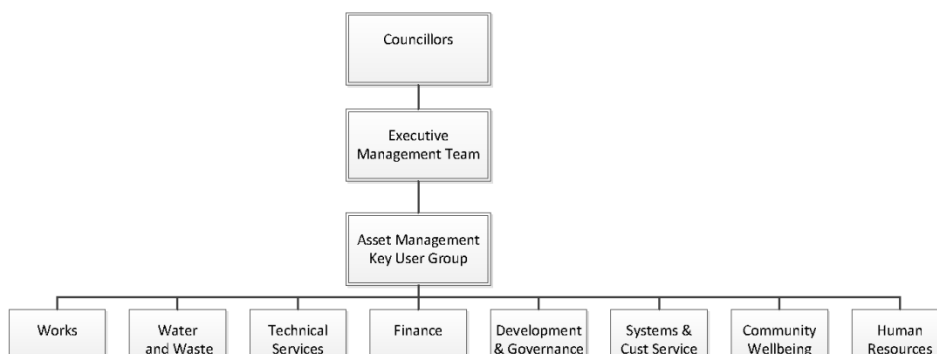 Councillors
Executive
Management Team
Asset Management
Key User Group
Works
Water
and Waste
Technical
Services
Finance
Development
& Governance
Systems &
Cust Service
Community
Wellbeing
Human
Resources